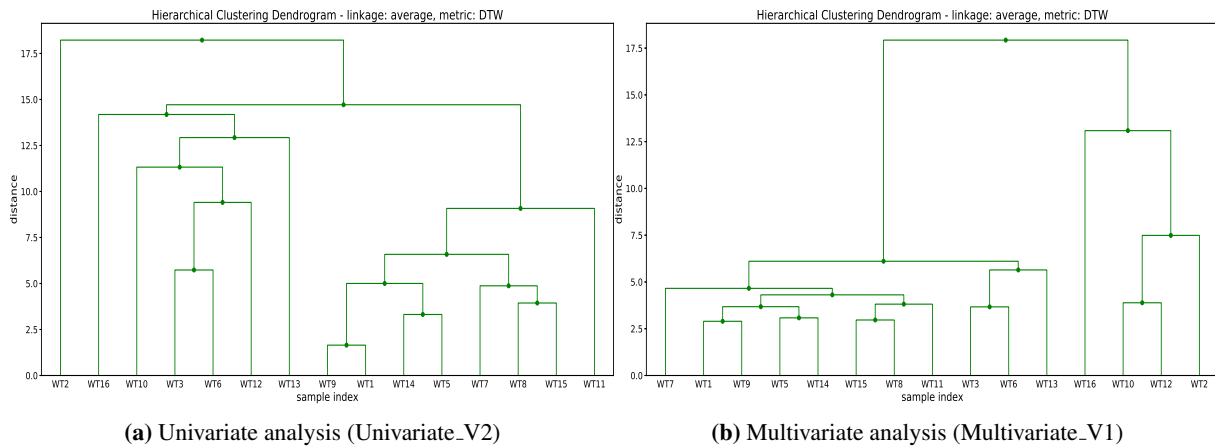 Hierarchical Clustering Dendrogram - linkage: average, metric: DTW
17.5
15.0
12.5
10.0
7.5
5.0
2.5
0.0
distance
WT2 WT16 WT10 WT3 WT6 WT12 WT13 WT9 WT1 WT14 WT5 WT7 WT8 WT15 WT11
sample index
(a) Univariate analysis (Univariate_V2)
Hierarchical Clustering Dendrogram - linkage: average, metric: DTW
17.5
15.0
12.5
10.0
7.5
5.0
2.5
0.0
distance
WT7 WT1 WT9 WT5 WT14 WT15 WT8 WT11 WT3 WT6 WT13 WT16 WT10 WT12 WT2
sample index
(b) Multivariate analysis (Multivariate_V1)